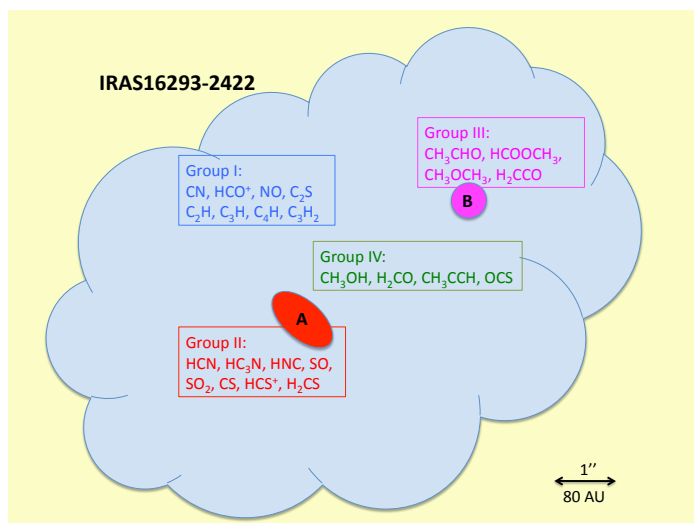 IRAS16293-2422
Group III:
CH₃CHO, HCOOCH₃,
CH₃OCH₃, H₂CCO
B
Group I:
CN, HCO⁺, NO, C₂S
C₂H, C₃H, C₄H, C₃H₂
Group IV:
CH₃OH, H₂CO, CH₃CCH, OCS
A
Group II:
HCN, HC₃N, HNC, SO,
SO₂, CS, HCS⁺, H₂CS
1’’
80 AU